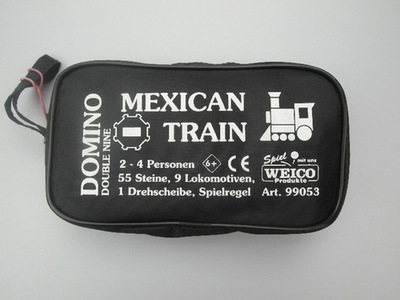 DOMINO
DOUBLE NINE
MEXICAN
TRAIN
2 - 4 Personen
6+
CE
55 Steine, 9 Lokomotiven,
1 Drehscheibe, Spielregel
Spiel mit uns
WEICO
Produkte
Art. 99053